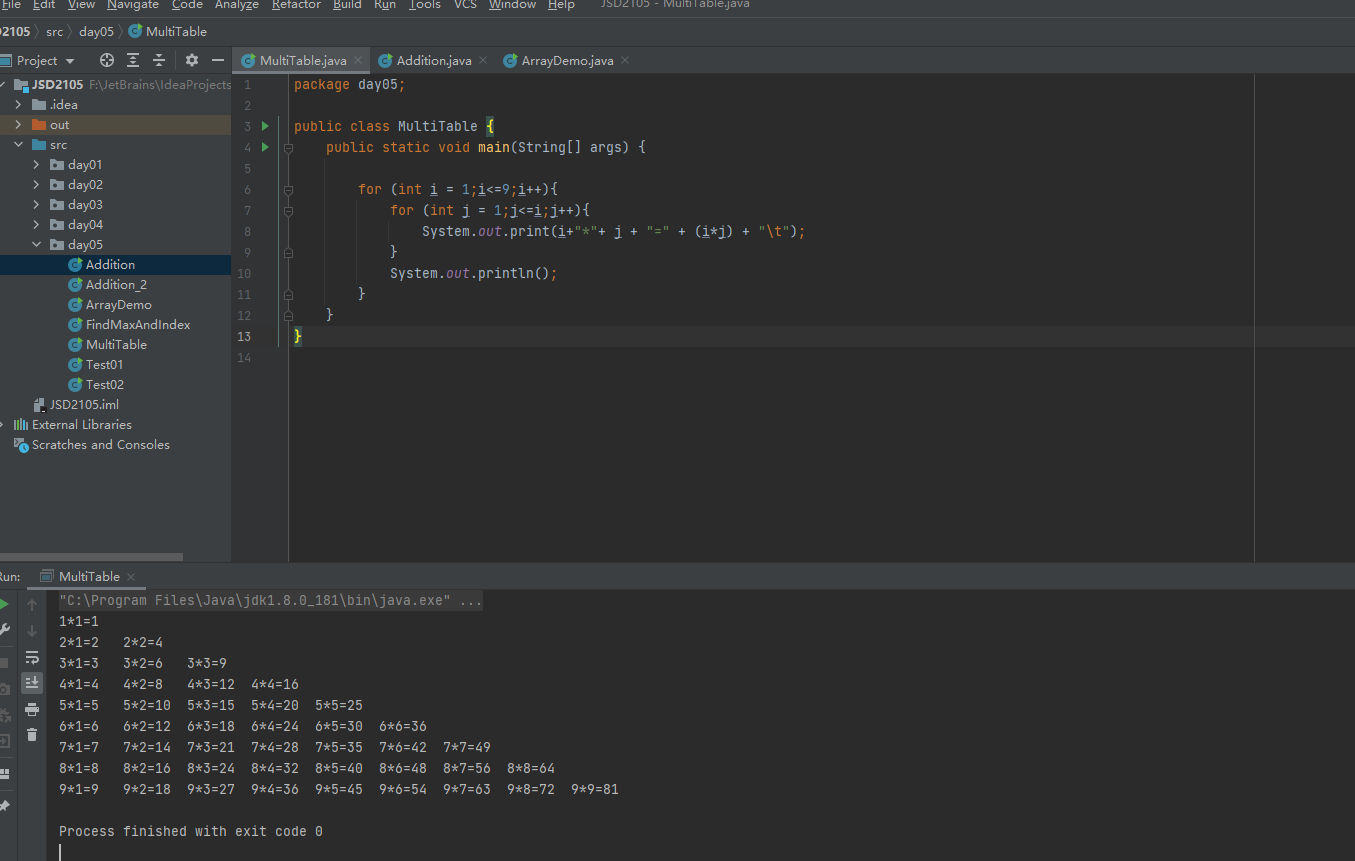 File Edit View Navigate Code Analyze Refactor Build Run Tools VCS Window Help JSD2105 - MultiTable.java
2105 src day05 MultiTable
Project MultiTable.java Addition.java ArrayDemo.java
JSD2105 F:\JetBrains\IdeaProjects
.idea
out
src
day01
day02
day03
day04
day05
Addition
Addition_2
ArrayDemo
FindMaxAndIndex
MultiTable
Test01
Test02
JSD2105.iml
External Libraries
Scratches and Consoles
1 package day05;
2
3 public class MultiTable {
4 public static void main(String[] args) {
5
6 for (int i = 1;i<=9;i++){
7 for (int j = 1;j<=i;j++){
8 System.out.print(i+"*"+ j + "=" + (i*j) + "\t");
9 }
10 System.out.println();
11 }
12 }
13 }
14
Run: MultiTable
"C:\Program Files\Java\jdk1.8.0_181\bin\java.exe" ...
1*1=1
2*1=2 2*2=4
3*1=3 3*2=6 3*3=9
4*1=4 4*2=8 4*3=12 4*4=16
5*1=5 5*2=10 5*3=15 5*4=20 5*5=25
6*1=6 6*2=12 6*3=18 6*4=24 6*5=30 6*6=36
7*1=7 7*2=14 7*3=21 7*4=28 7*5=35 7*6=42 7*7=49
8*1=8 8*2=16 8*3=24 8*4=32 8*5=40 8*6=48 8*7=56 8*8=64
9*1=9 9*2=18 9*3=27 9*4=36 9*5=45 9*6=54 9*7=63 9*8=72 9*9=81
Process finished with exit code 0